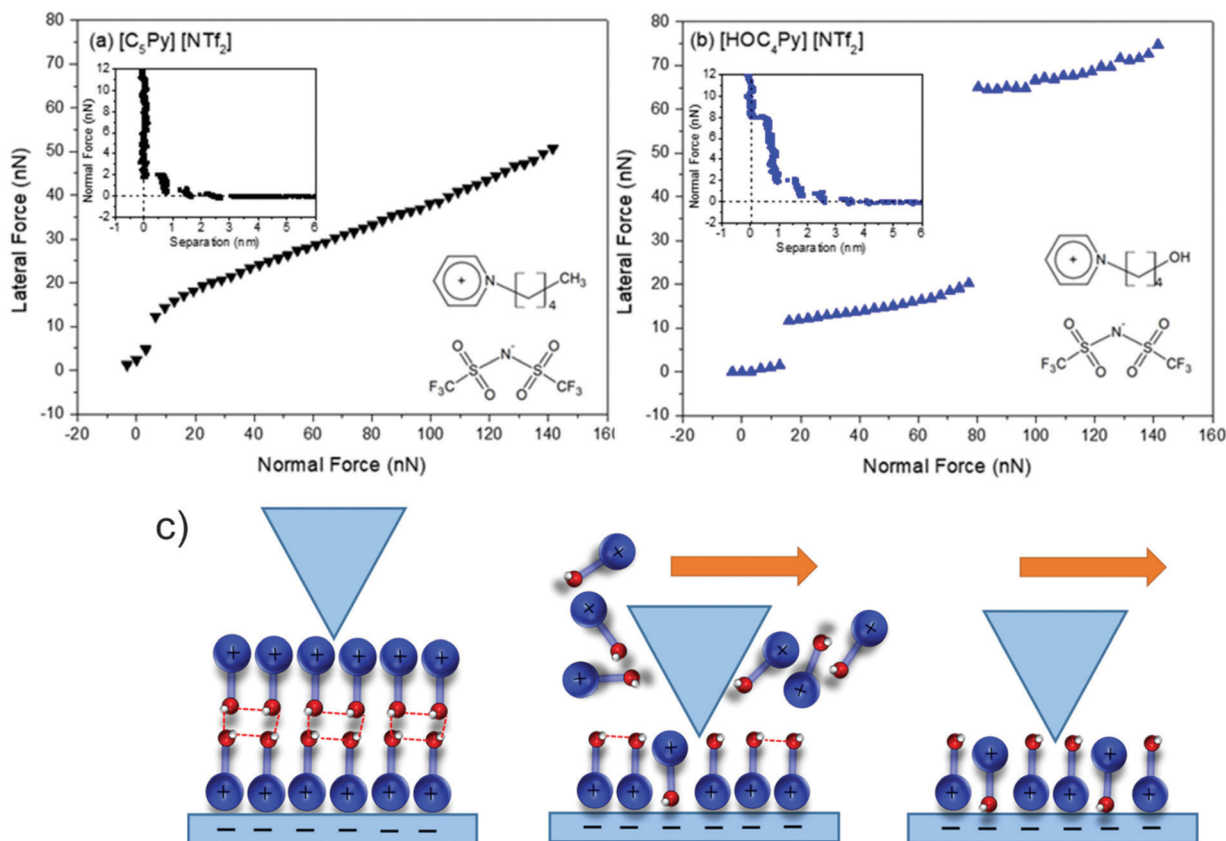 (a) [C5Py] [NTf2]
Lateral Force (nN)
80
70
60
50
40
30
20
10
0
-10
-20
0
20
40
60
80
100
120
140
160
Normal Force (nN)
Normal Force (nN)
12
10
8
6
4
2
0
-2
-1
0
1
2
3
4
5
6
Separation (nm)
+
N
4
CH3
O
O
S
N-
S
F3C
O
O
CF3
(b) [HOC4Py] [NTf2]
Lateral Force (nN)
80
70
60
50
40
30
20
10
0
-10
-20
0
20
40
60
80
100
120
140
160
Normal Force (nN)
Normal Force (nN)
12
10
8
6
4
2
0
-2
-1
0
1
2
3
4
5
6
Separation (nm)
+
N
4
OH
O
O
S
N-
S
F3C
O
O
CF3
c)
+ + + + + +
+ + + + + +
− − − − − −
+
+
+
+
+
+
+
+ + + + +
− − − − − −
+ +
+ + + +
− − − − − −